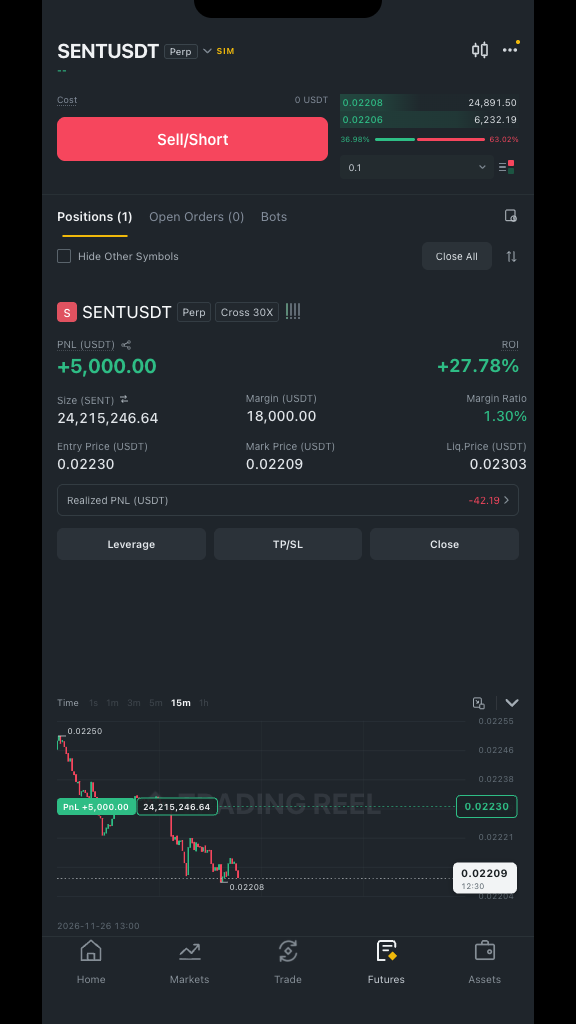 SENTUSDT Perp SIM
--
Cost 0 USDT
0.02208 24,891.50
Sell/Short
0.02206 6,232.19
36.98% 63.02%
0.1
Positions (1) Open Orders (0) Bots
Hide Other Symbols Close All
S SENTUSDT Perp Cross 30X
PNL (USDT) ROI
+5,000.00 +27.78%
Size (SENT) Margin (USDT) Margin Ratio
24,215,246.64 18,000.00 1.30%
Entry Price (USDT) Mark Price (USDT) Liq.Price (USDT)
0.02230 0.02209 0.02303
Realized PNL (USDT) -42.19
Leverage TP/SL Close
Time 1s 1m 3m 5m 15m 1h
0.02255
0.02250
0.02246
0.02238
TRADING REEL
PnL +5,000.00 24,215,246.64 0.02230
0.02221
0.02209
12:30
0.02208
0.02204
2026-11-26 13:00
Home Markets Trade Futures Assets